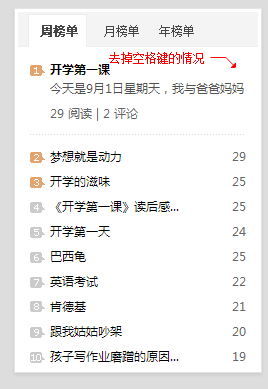 周榜单 月榜单 年榜单
去掉空格键的情况
1 开学第一课
今天是9月1日星期天，我与爸爸妈妈
29 阅读 | 2 评论
2 梦想就是动力 29
3 开学的滋味 25
4 《开学第一课》读后感... 25
5 开学第一天 24
6 巴西龟 25
7 英语考试 22
8 肯德基 21
9 跟我姑姑吵架 20
10 孩子写作业磨蹭的原因... 19